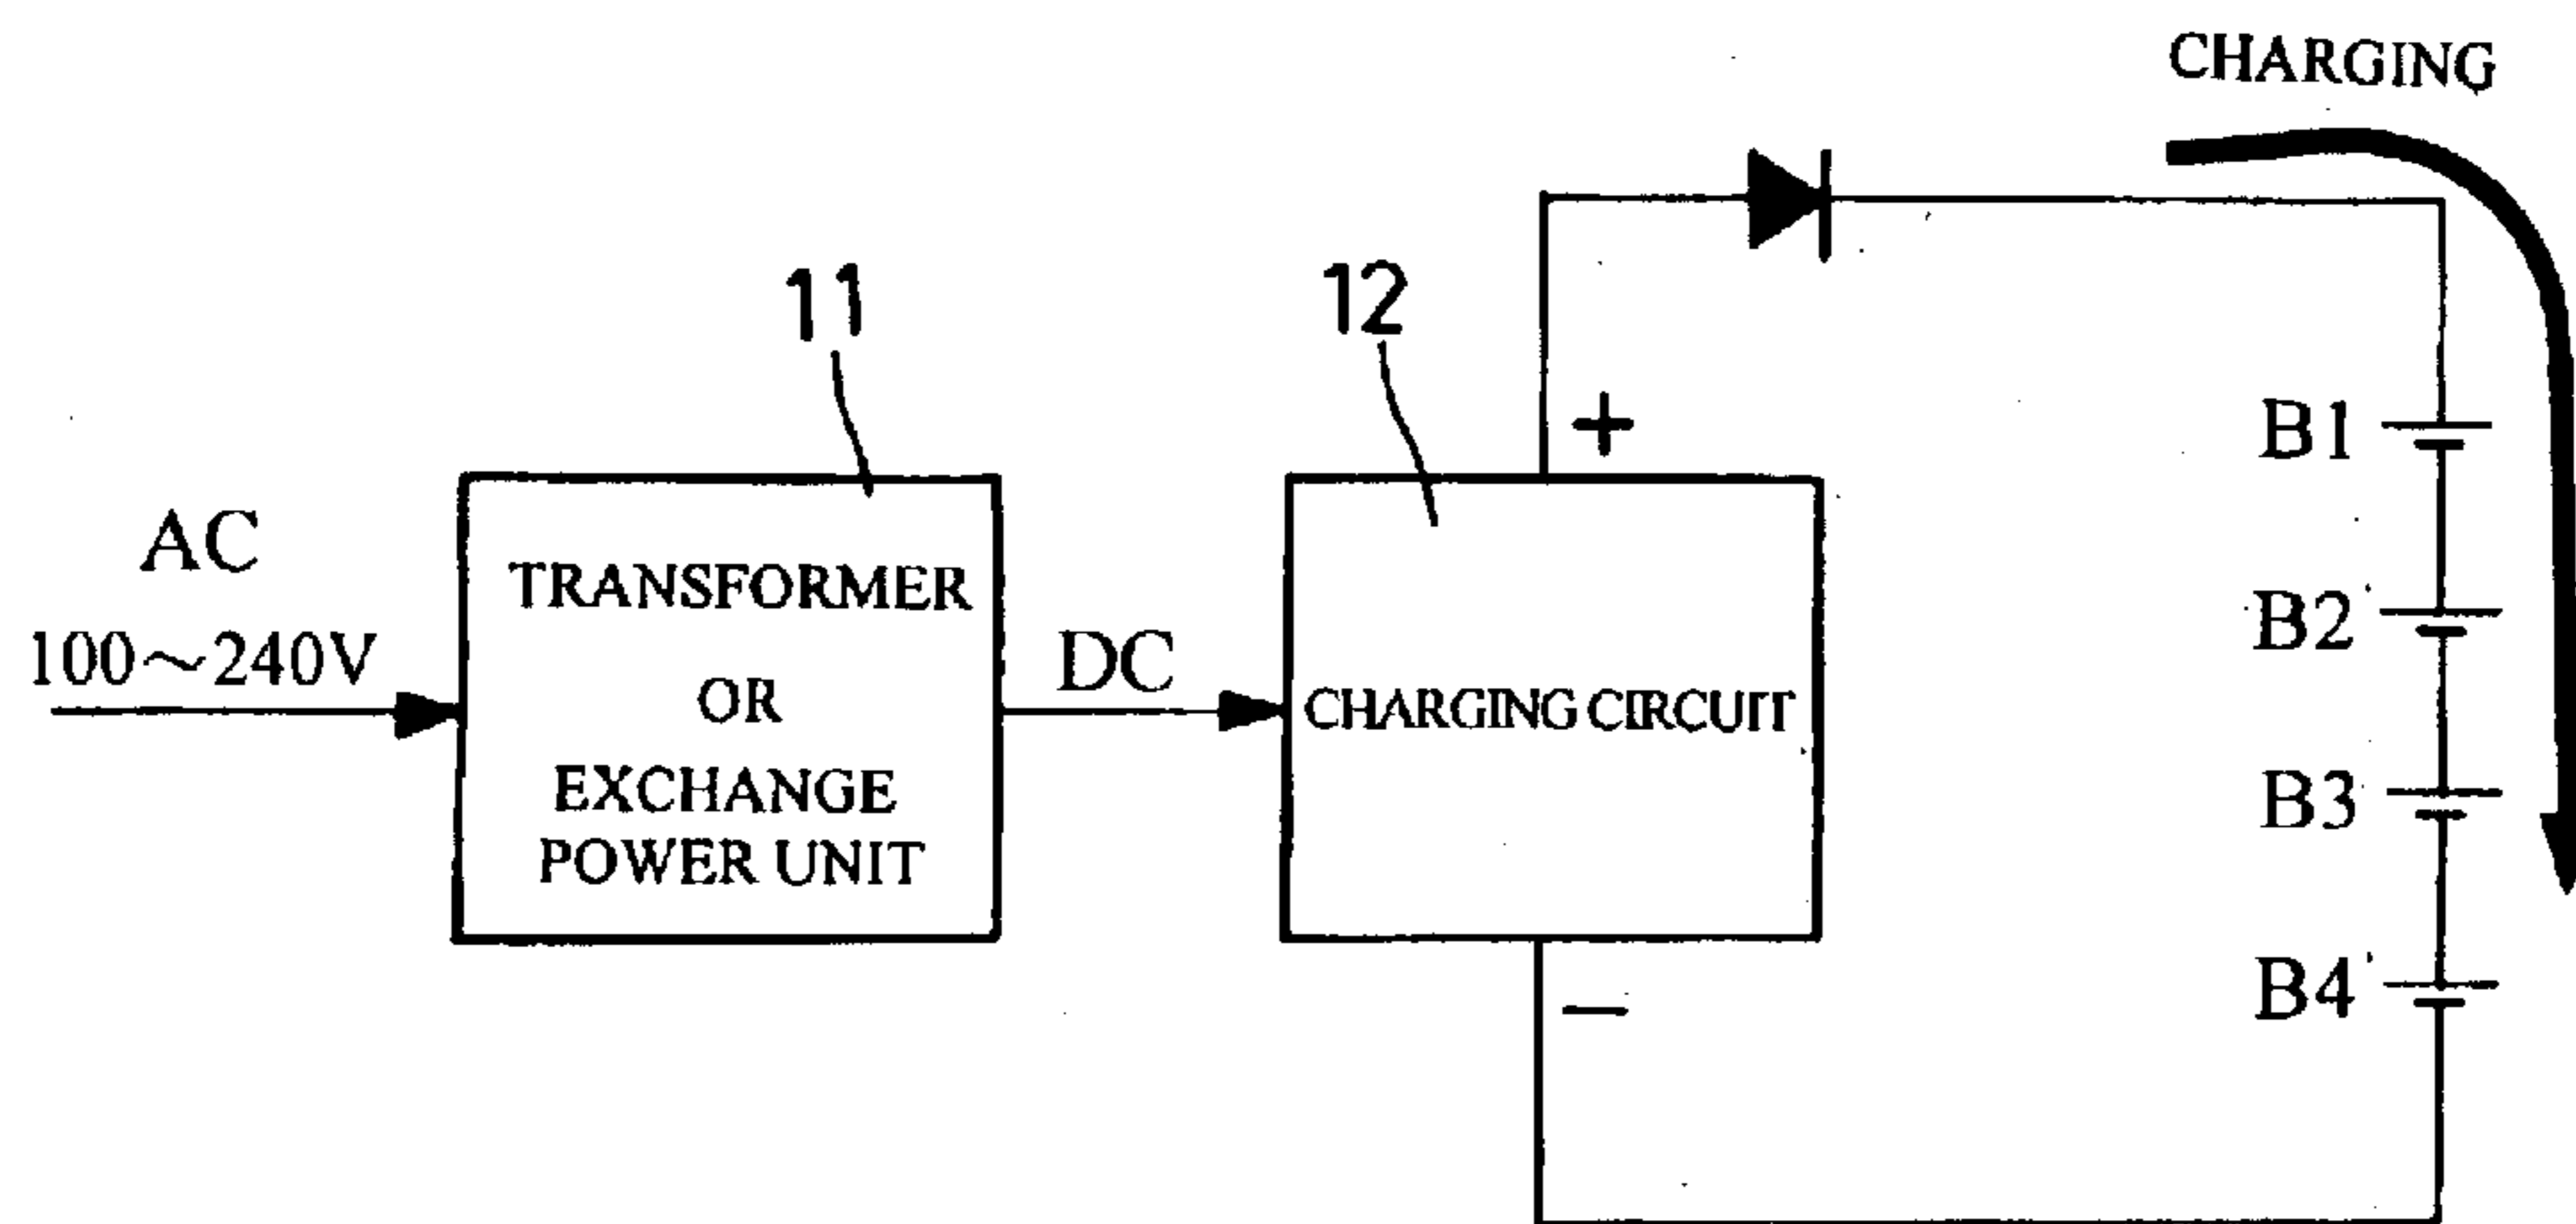 CHARGING
11
12
+
B1
AC
TRANSFORMER
B2
100~240V
DC
OR
CHARGING CIRCUIT
EXCHANGE
B3
POWER UNIT
B4
−